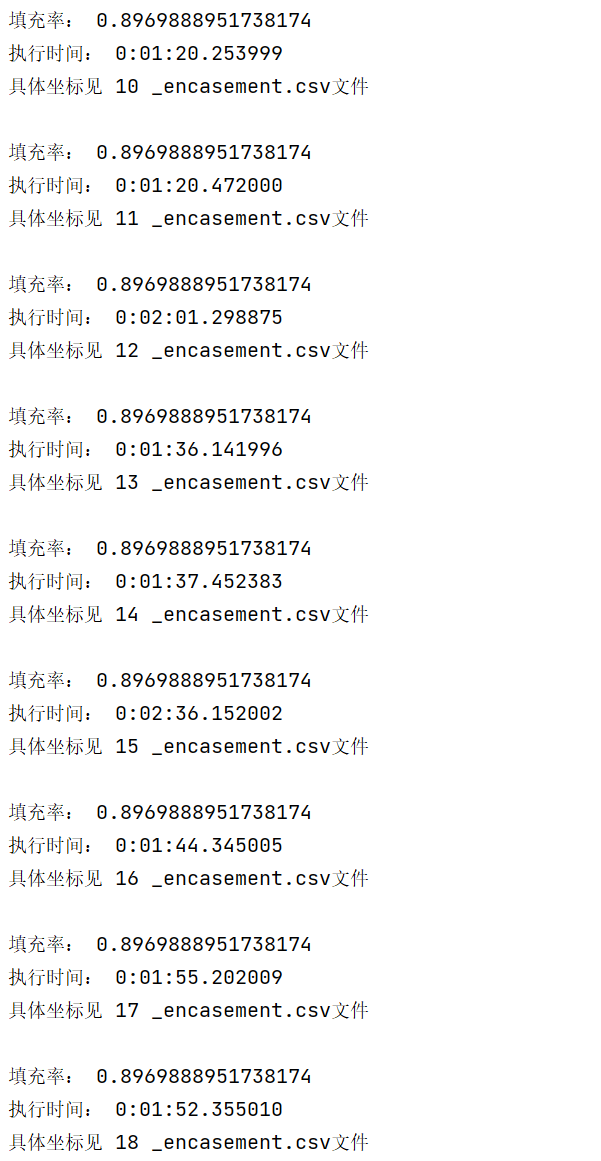 填充率： 0.8969888951738174
执行时间： 0:01:20.253999
具体坐标见 10 _encasement.csv文件
填充率： 0.8969888951738174
执行时间： 0:01:20.472000
具体坐标见 11 _encasement.csv文件
填充率： 0.8969888951738174
执行时间： 0:02:01.298875
具体坐标见 12 _encasement.csv文件
填充率： 0.8969888951738174
执行时间： 0:01:36.141996
具体坐标见 13 _encasement.csv文件
填充率： 0.8969888951738174
执行时间： 0:01:37.452383
具体坐标见 14 _encasement.csv文件
填充率： 0.8969888951738174
执行时间： 0:02:36.152002
具体坐标见 15 _encasement.csv文件
填充率： 0.8969888951738174
执行时间： 0:01:44.345005
具体坐标见 16 _encasement.csv文件
填充率： 0.8969888951738174
执行时间： 0:01:55.202009
具体坐标见 17 _encasement.csv文件
填充率： 0.8969888951738174
执行时间： 0:01:52.355010
具体坐标见 18 _encasement.csv文件